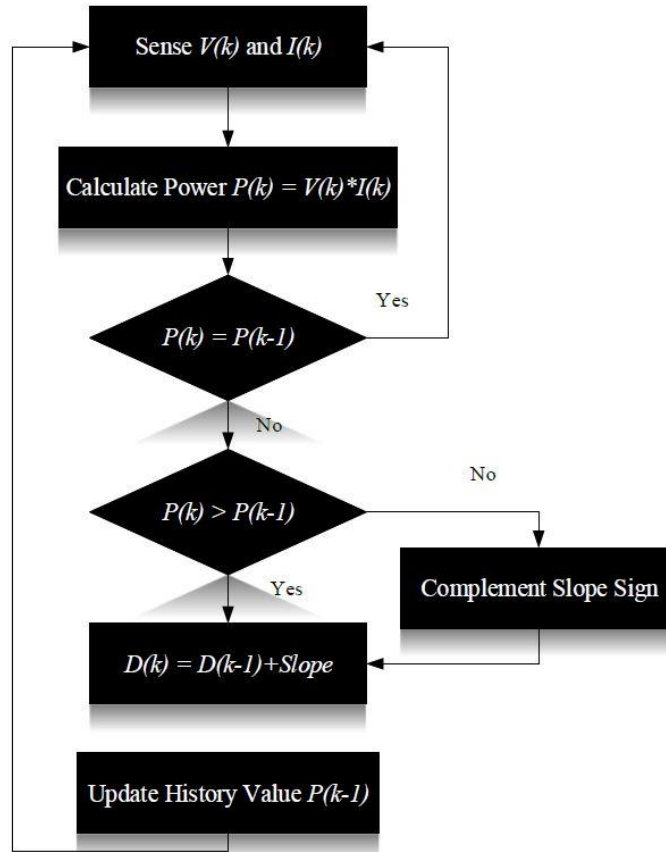 Sense V(k) and I(k)
Calculate Power P(k) = V(k)*I(k)
Yes
P(k) = P(k-1)
No
No
P(k) > P(k-1)
Yes
Complement Slope Sign
D(k) = D(k-1)+Slope
Update History Value P(k-1)